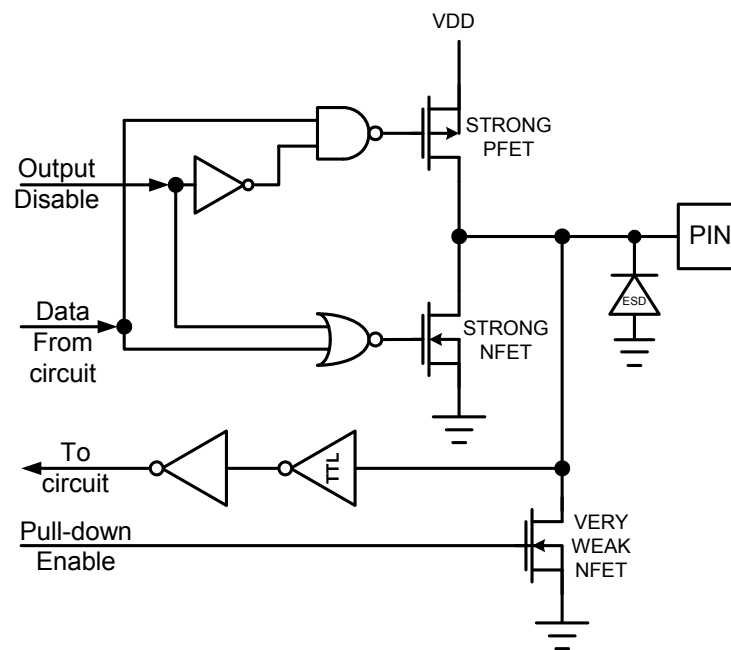 VDD
STRONG
PFET
Output
Disable
PIN
ESD
Data
From
circuit
STRONG
NFET
To
circuit
TTL
Pull-down
Enable
VERY
WEAK
NFET